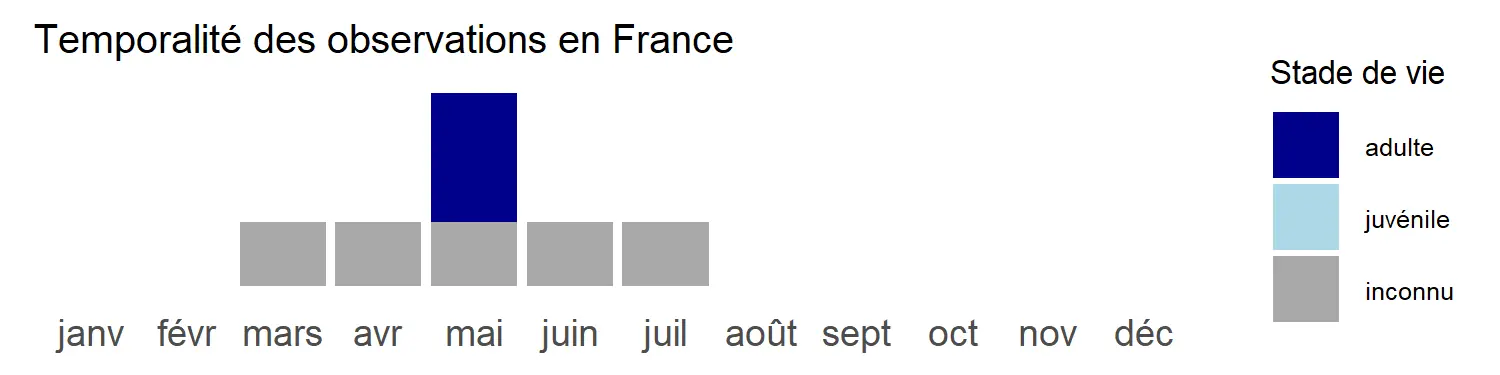 Temporalité des observations en France
Stade de vie
adulte
juvénile
inconnu
janv févr mars avr mai juin juil août sept oct nov déc